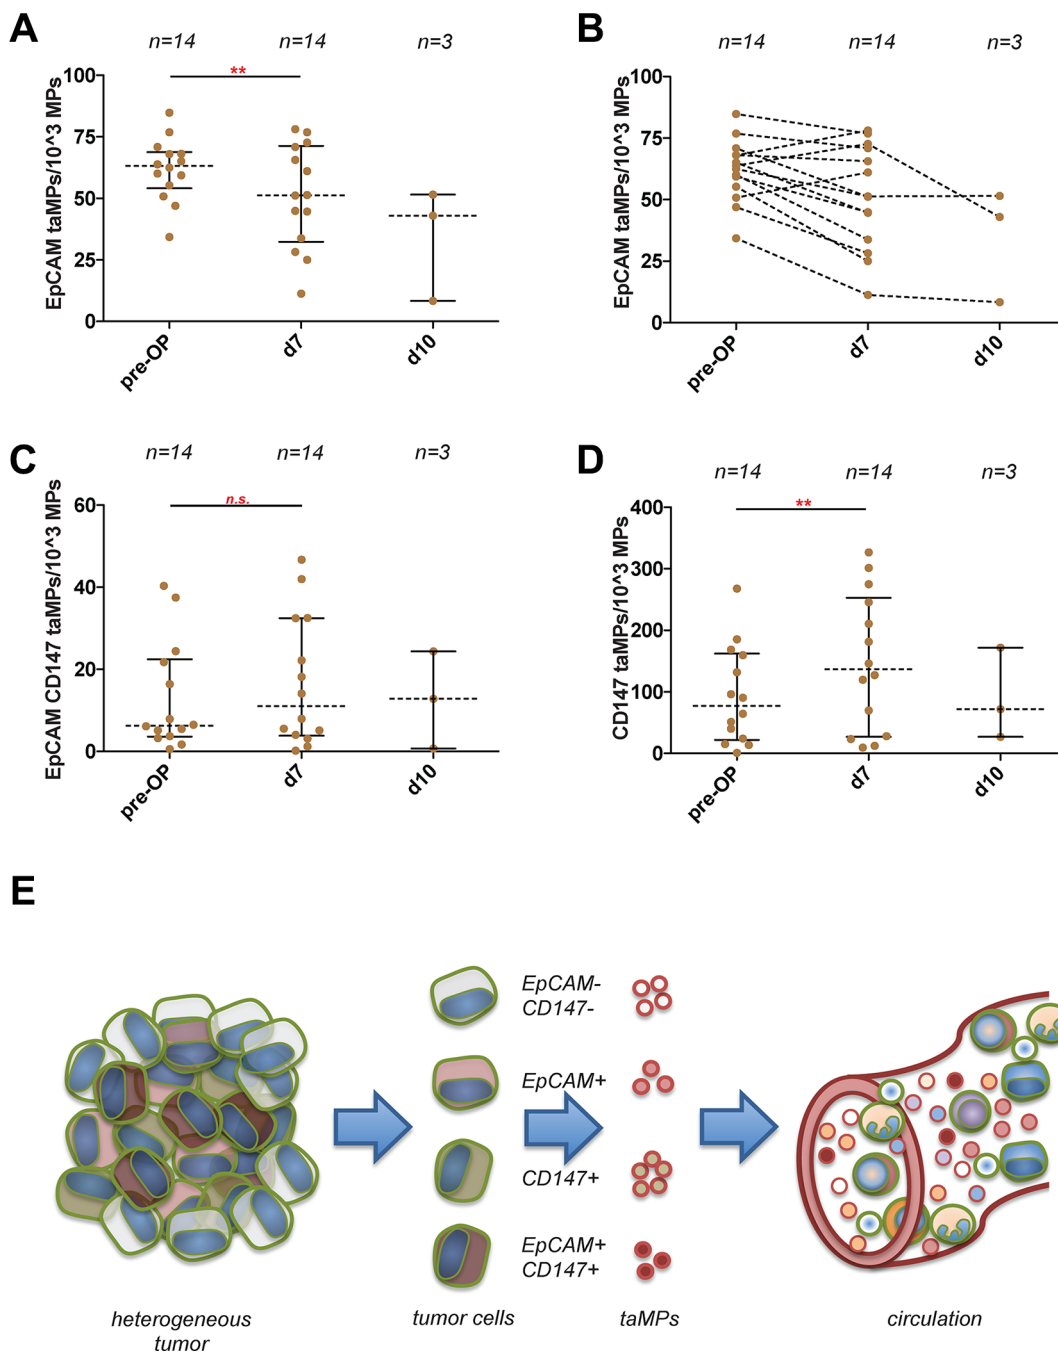 A
n=14
n=14
n=3
**
EpCAM taMPs/10^3 MPs
100
75
50
25
0
pre-OP
d7
d10
B
n=14
n=14
n=3
EpCAM taMPs/10^3 MPs
100
75
50
25
0
pre-OP
d7
d10
C
n=14
n=14
n=3
n.s.
EpCAM CD147 taMPs/10^3 MPs
60
40
20
0
pre-OP
d7
d10
D
n=14
n=14
n=3
**
CD147 taMPs/10^3 MPs
400
300
200
100
0
pre-OP
d7
d10
E
EpCAM-
CD147-
EpCAM+
CD147+
EpCAM+
CD147+
heterogeneous
tumor
tumor cells
taMPs
circulation